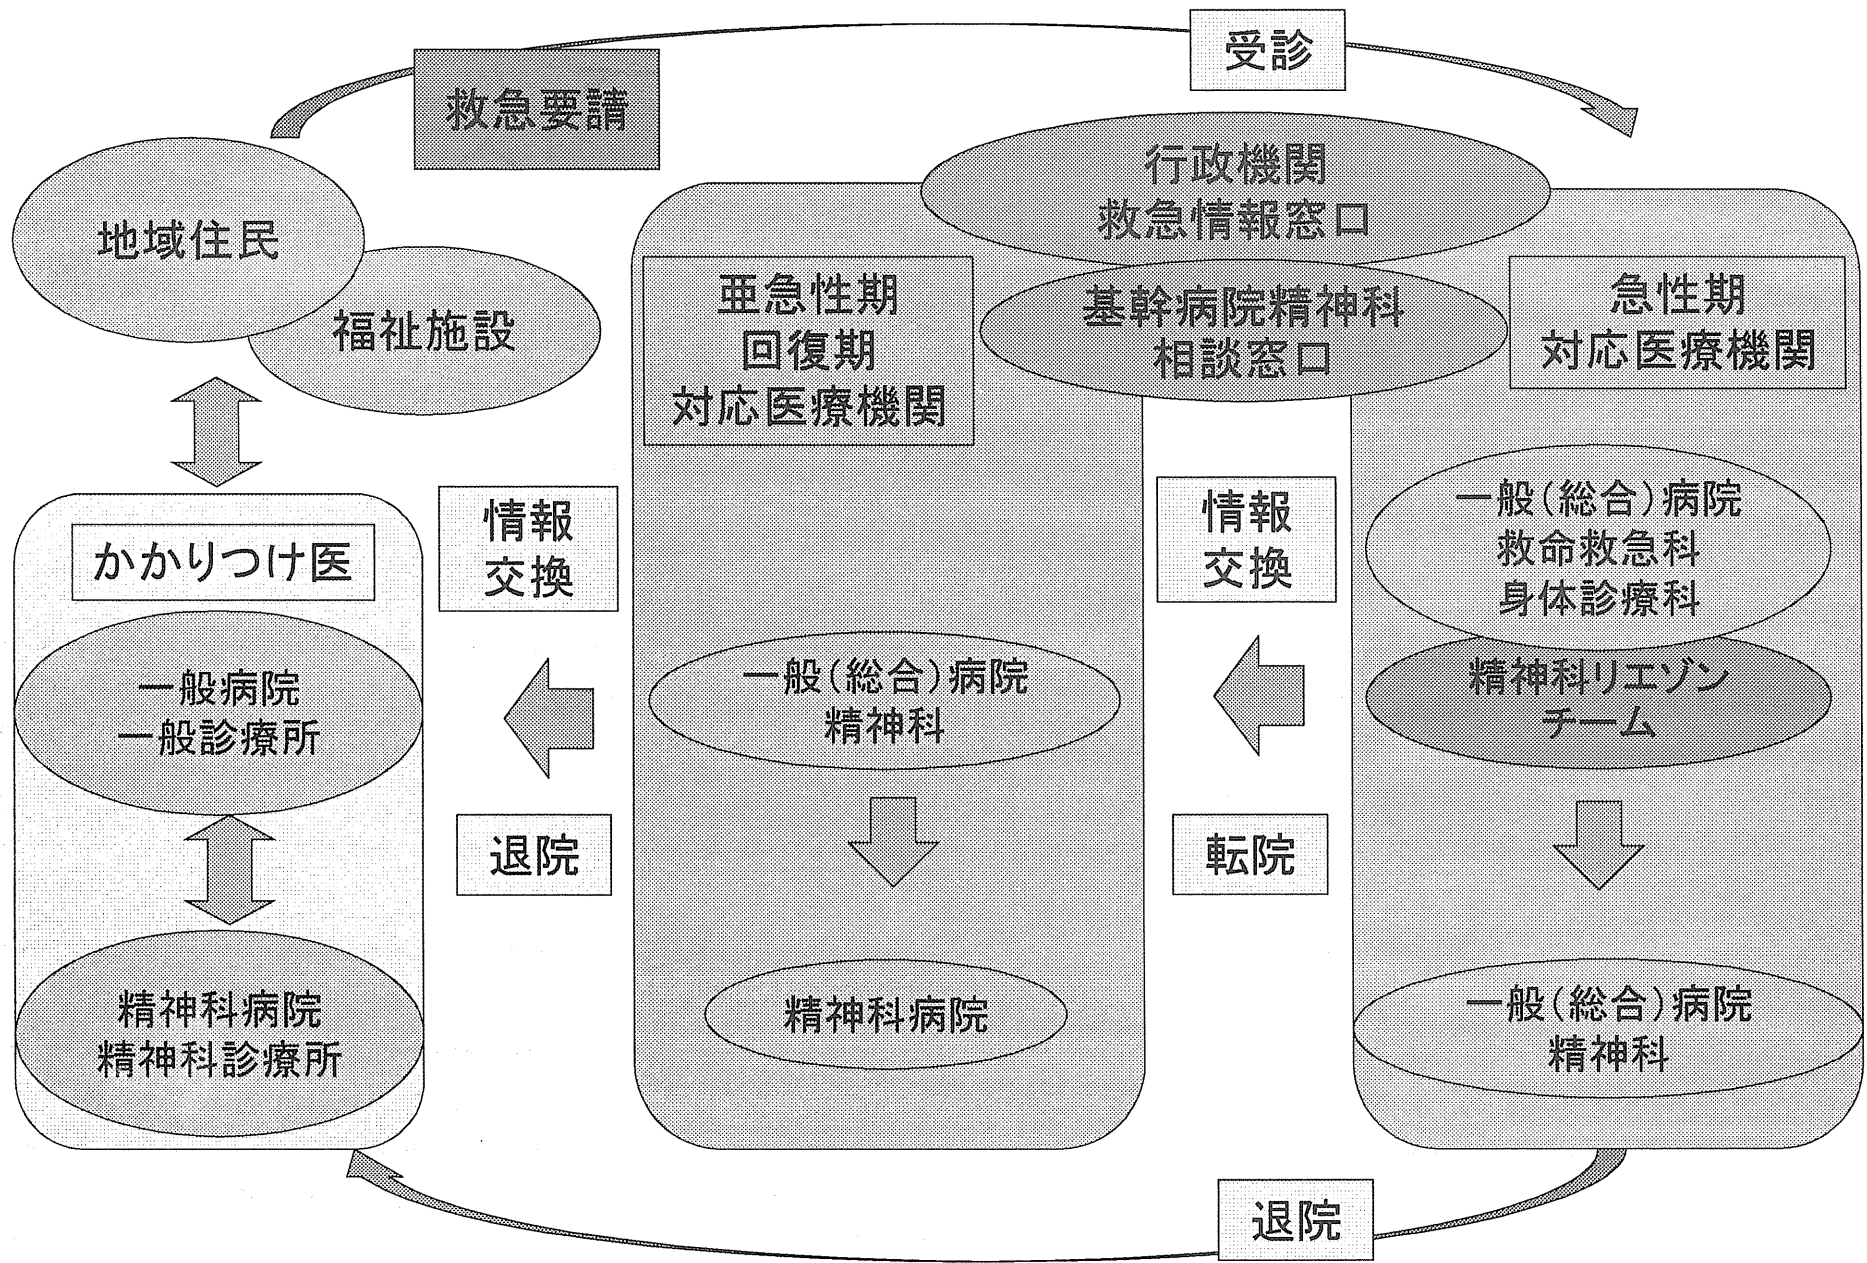 受診
救急要請
行政機関
救急情報窓口
地域住民
福祉施設
亜急性期
回復期
対応医療機関
基幹病院精神科
相談窓口
急性期
対応医療機関
かかりつけ医
情報
交換
情報
交換
一般(総合)病院
救命救急科
身体診療科
一般病院
一般診療所
一般(総合)病院
精神科
精神科リエゾン
チーム
退院
転院
精神科病院
精神科診療所
精神科病院
一般(総合)病院
精神科
退院